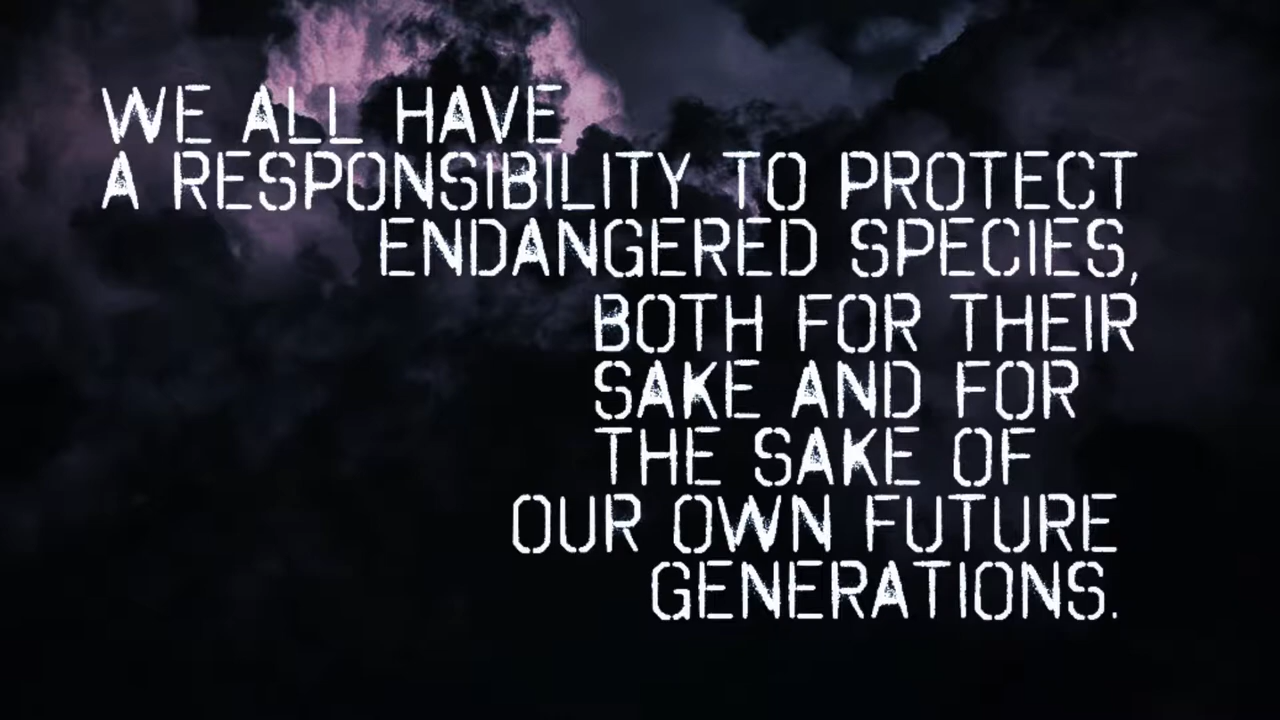 WE ALL HAVE
A RESPONSIBILITY TO PROTECT
ENDANGERED SPECIES,
BOTH FOR THEIR
SAKE AND FOR
THE SAKE OF
OUR OWN FUTURE
GENERATIONS.